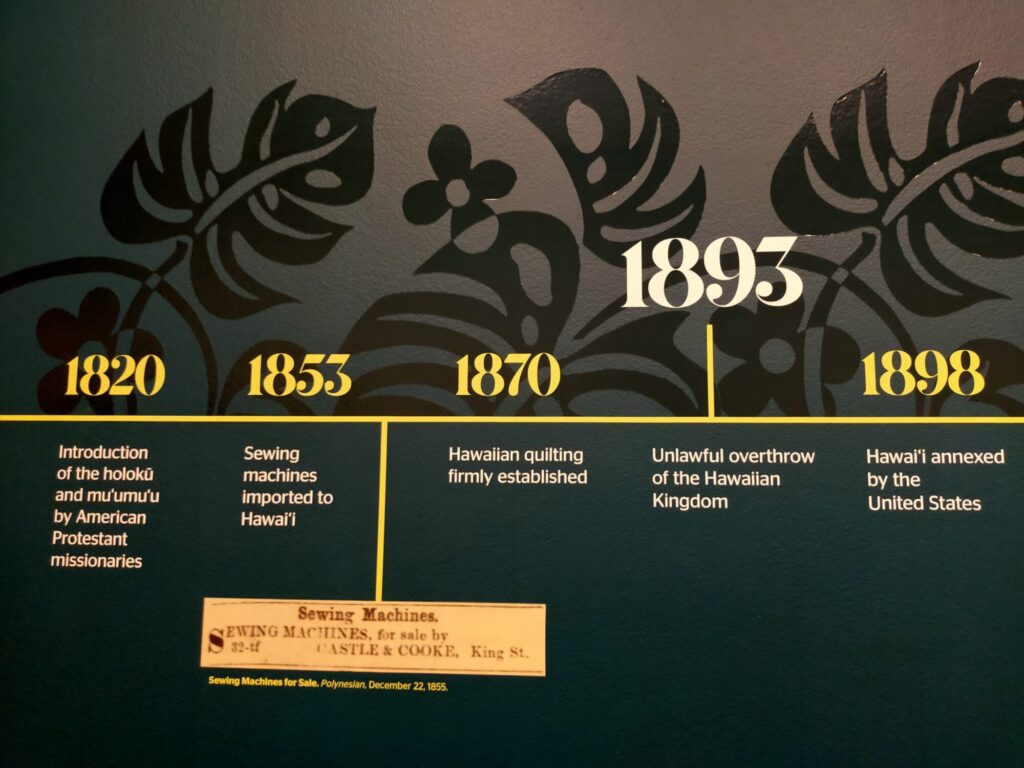 1820
Introduction
of the holokū
and mu‘umu‘u
by American
Protestant
missionaries
1853
Sewing
machines
imported to
Hawai‘i
Sewing Machines.
SEWING MACHINES, for sale by
32-tf CASTLE & COOKE, King St.
Sewing Machines for Sale. Polynesian, December 22, 1855.
1870
Hawaiian quilting
firmly established
1893
Unlawful overthrow
of the Hawaiian
Kingdom
1898
Hawai‘i annexed
by the
United States